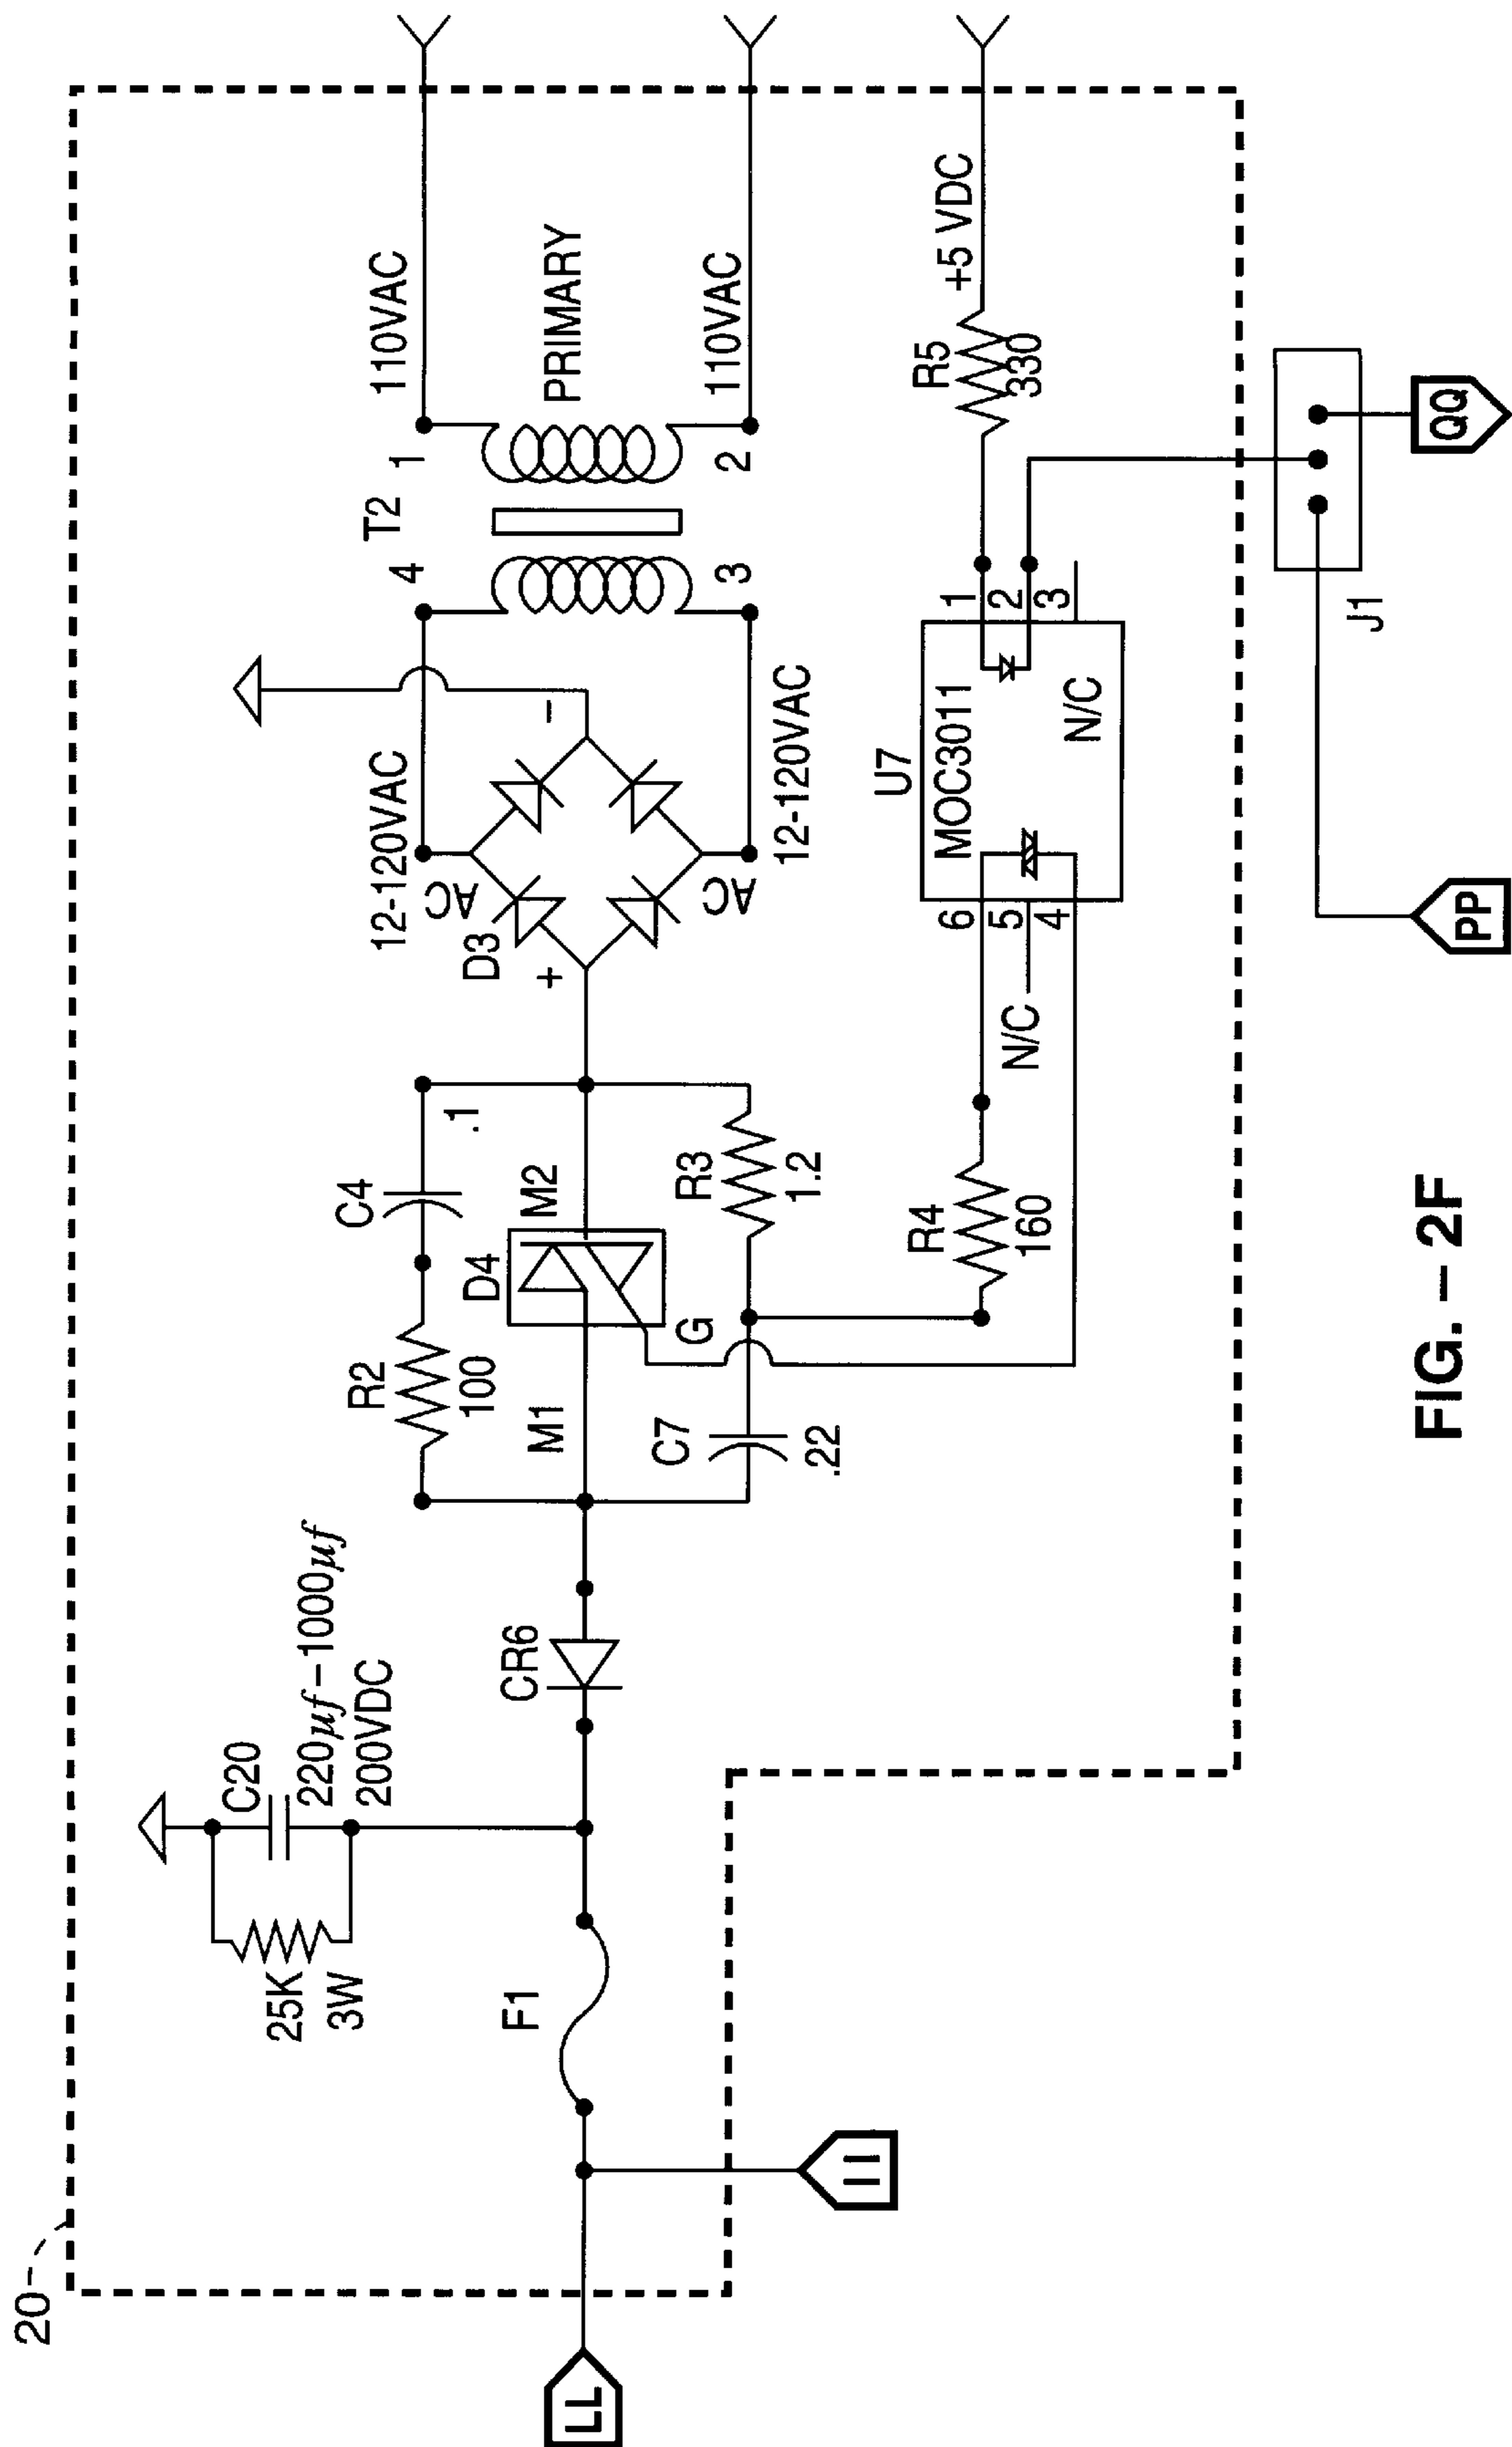 20
LL
II
F1
25K
3W
C20
220µf-1000µf
200VDC
CR6
R2
100
C4
.1
M1
D4
M2
G
C7
.22
R3
1.2
R4
160
D3
+
-
AC
AC
12-120VAC
12-120VAC
T2
4
3
1
2
110VAC
PRIMARY
110VAC
U7
MOC3011
6
5
4
N/C
1
2
3
N/C
R5
330
+5 VDC
J1
PP
QQ
FIG. - 2F